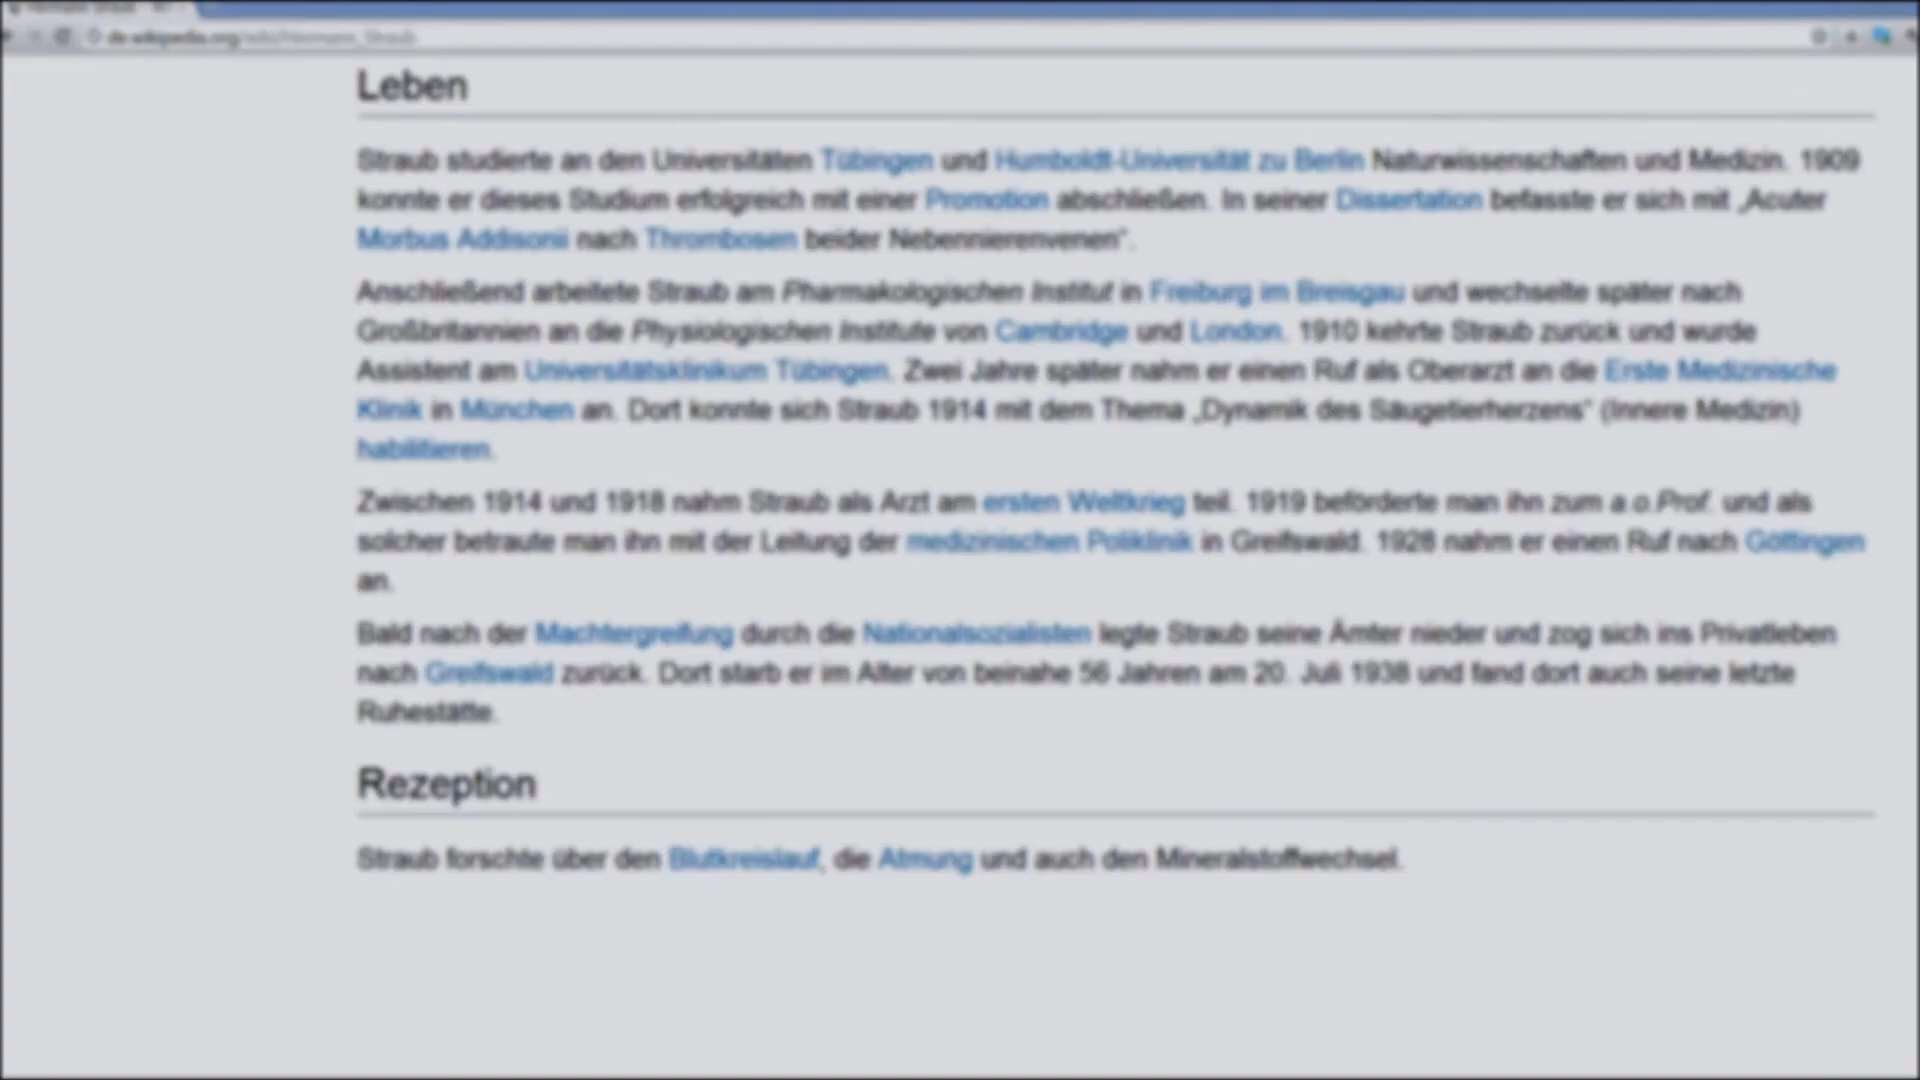 Hermann Straub
de.wikipedia.org/wiki/Hermann_Straub
Leben
Straub studierte an den Universitäten Tübingen und Humboldt-Universität zu Berlin Naturwissenschaften und Medizin. 1909
konnte er dieses Studium erfolgreich mit einer Promotion abschließen. In seiner Dissertation befasste er sich mit „Acuter
Morbus Addisonii nach Thrombosen beider Nebennierenvenen“.
Anschließend arbeitete Straub am Pharmakologischen Institut in Freiburg im Breisgau und wechselte später nach
Großbritannien an die Physiologischen Institute von Cambridge und London. 1910 kehrte Straub zurück und wurde
Assistent am Universitätsklinikum Tübingen. Zwei Jahre später nahm er einen Ruf als Oberarzt an die Erste Medizinische
Klinik in München an. Dort konnte sich Straub 1914 mit dem Thema „Dynamik des Säugetierherzens“ (Innere Medizin)
habilitieren.
Zwischen 1914 und 1918 nahm Straub als Arzt am ersten Weltkrieg teil. 1919 beförderte man ihn zum a.o.Prof. und als
solcher betraute man ihn mit der Leitung der medizinischen Poliklinik in Greifswald. 1928 nahm er einen Ruf nach Göttingen
an.
Bald nach der Machtergreifung durch die Nationalsozialisten legte Straub seine Ämter nieder und zog sich ins Privatleben
nach Greifswald zurück. Dort starb er im Alter von beinahe 56 Jahren am 20. Juli 1938 und fand dort auch seine letzte
Ruhestätte.
Rezeption
Straub forschte über den Blutkreislauf, die Atmung und auch den Mineralstoffwechsel.